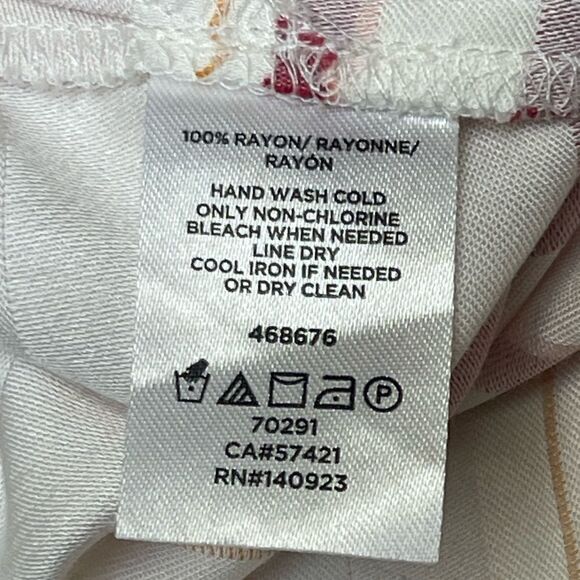 100% RAYON/ RAYONNE/
RAYÓN
HAND WASH COLD
ONLY NON-CHLORINE
BLEACH WHEN NEEDED
LINE DRY
COOL IRON IF NEEDED
OR DRY CLEAN
468676
P
70291
CA#57421
RN#140923